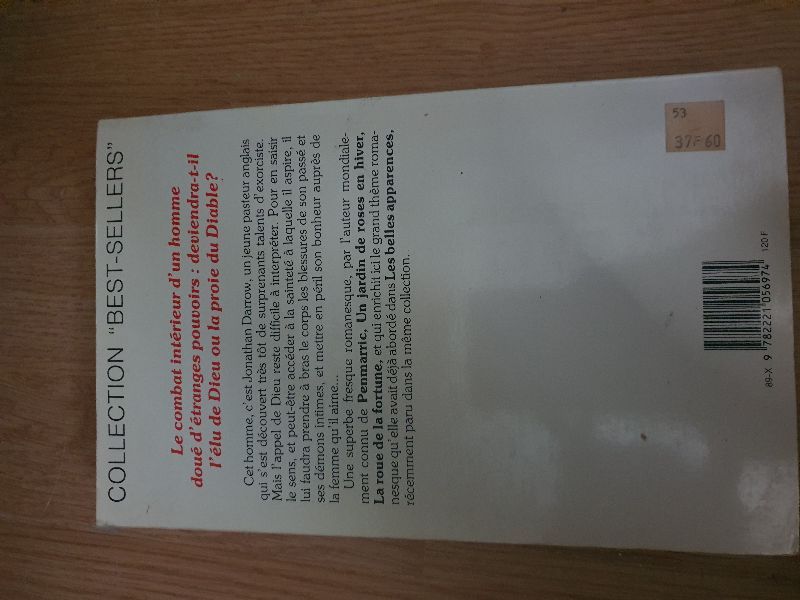 COLLECTION "BEST-SELLERS"
Le combat intérieur d'un homme
doué d'étranges pouvoirs : deviendra-t-il
l'élu de Dieu ou la proie du Diable?
Cet homme, c'est Jonathan Darrow, un jeune pasteur anglais
qui s'est découvert très tôt de surprenants talents d'exorciste.
Mais l'appel de Dieu reste difficile à interpréter. Pour en saisir
le sens, et peut-être accéder à la sainteté à laquelle il aspire, il
lui faudra prendre à bras le corps les blessures de son passé et
ses démons intimes, et mettre en péril son bonheur auprès de
la femme qu'il aime...
Une superbe fresque romanesque, par l'auteur mondiale-
ment connu de Penmarric, Un jardin de roses en hiver,
La roue de la fortune, et qui enrichit ici le grand thème roma-
nesque qu'elle avait déjà abordé dans Les belles apparences,
récemment paru dans la même collection.
53
37F60
89-X 9 782221 056974 120 F